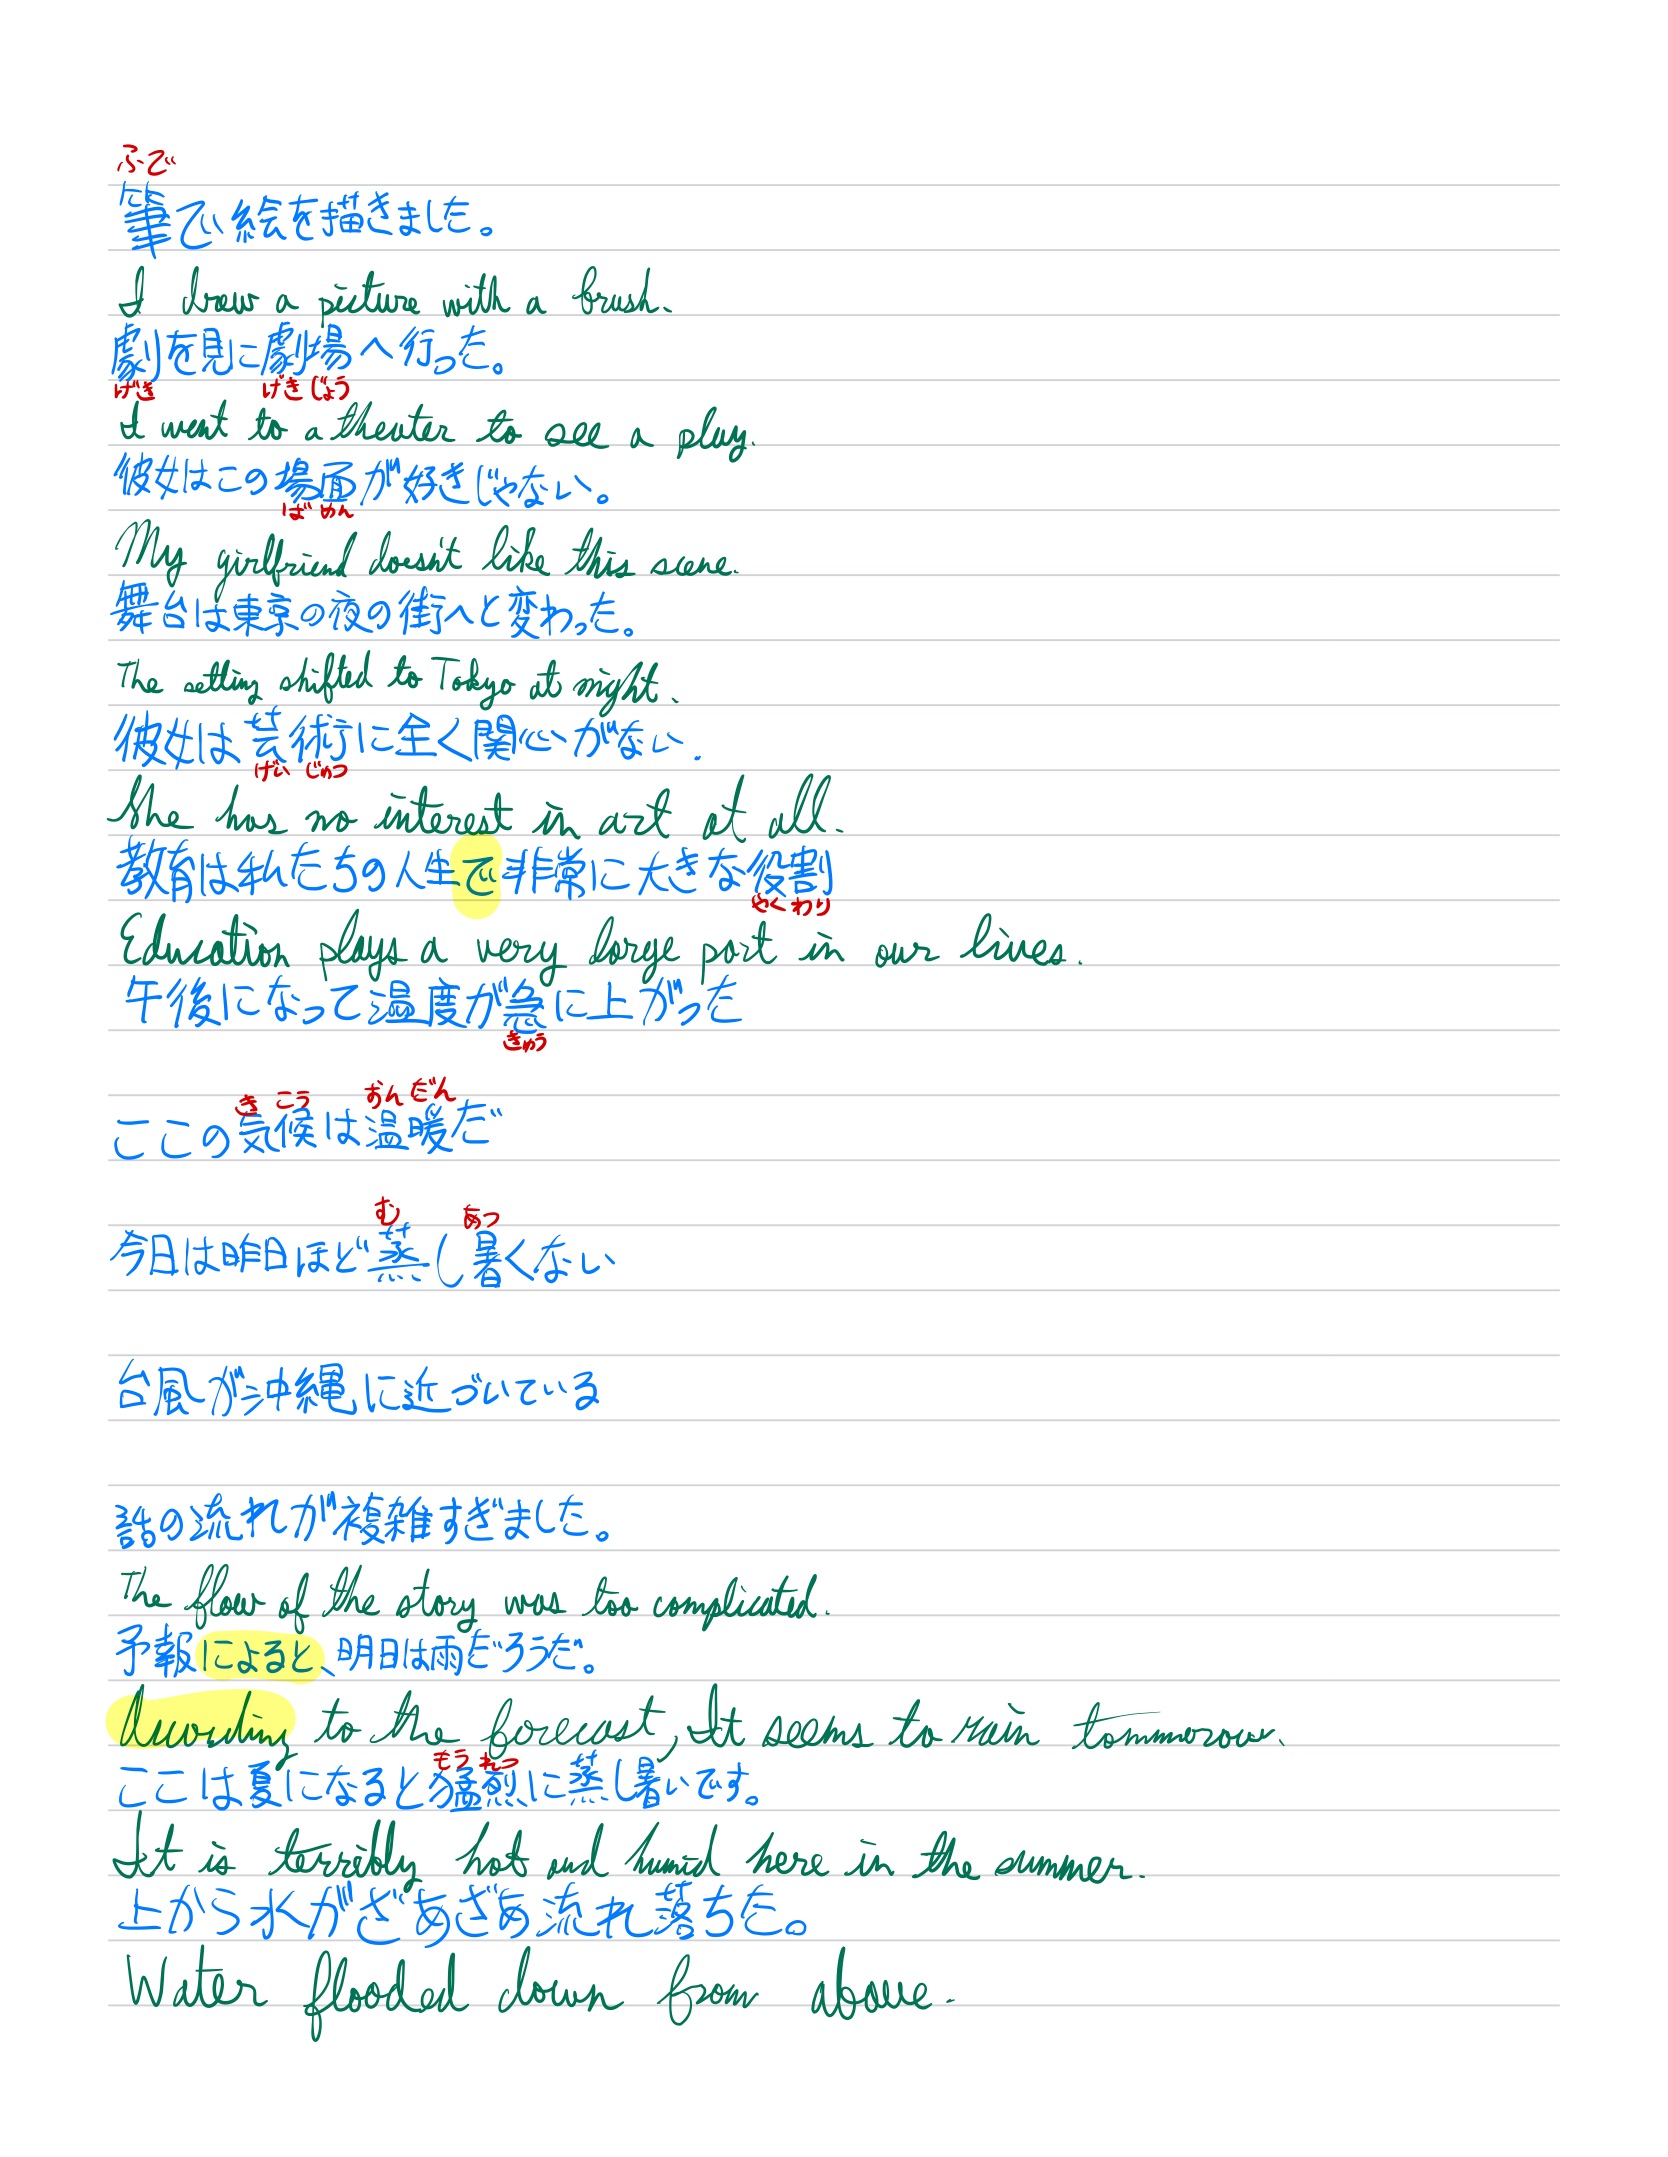 ふで
筆で絵を描きました。
I drew a picture with a brush.
劇を見に劇場へ行った。
げき げきじょう
I went to a theater to see a play.
彼女はこの場面が好きじゃない。
ばめん
My girlfriend doesn't like this scene.
舞台は東京の夜の街へと変わった。
The setting shifted to Tokyo at night.
彼女は芸術に全く関心がない.
げい じゅつ
She has no interest in art at all.
教育は私たちの人生で非常に大きな役割
やくわり
Education plays a very large part in our lives.
午後になって温度が急に上がった
きゅう
き こう おん だん
ここの気候は温暖だ
む あつ
今日は昨日ほど蒸し暑くない
台風が沖縄に近づいている
話の流れが複雑すぎました。
The flow of the story was too complicated.
予報によると、明日は雨だろうだ。
According to the forecast, It seems to rain tommorow.
もう れつ
ここは夏になると猛烈に蒸し暑いです。
It is terribly hot and humid here in the summer.
上から水がざあざあ流れ落ちた。
Water flooded down from above.